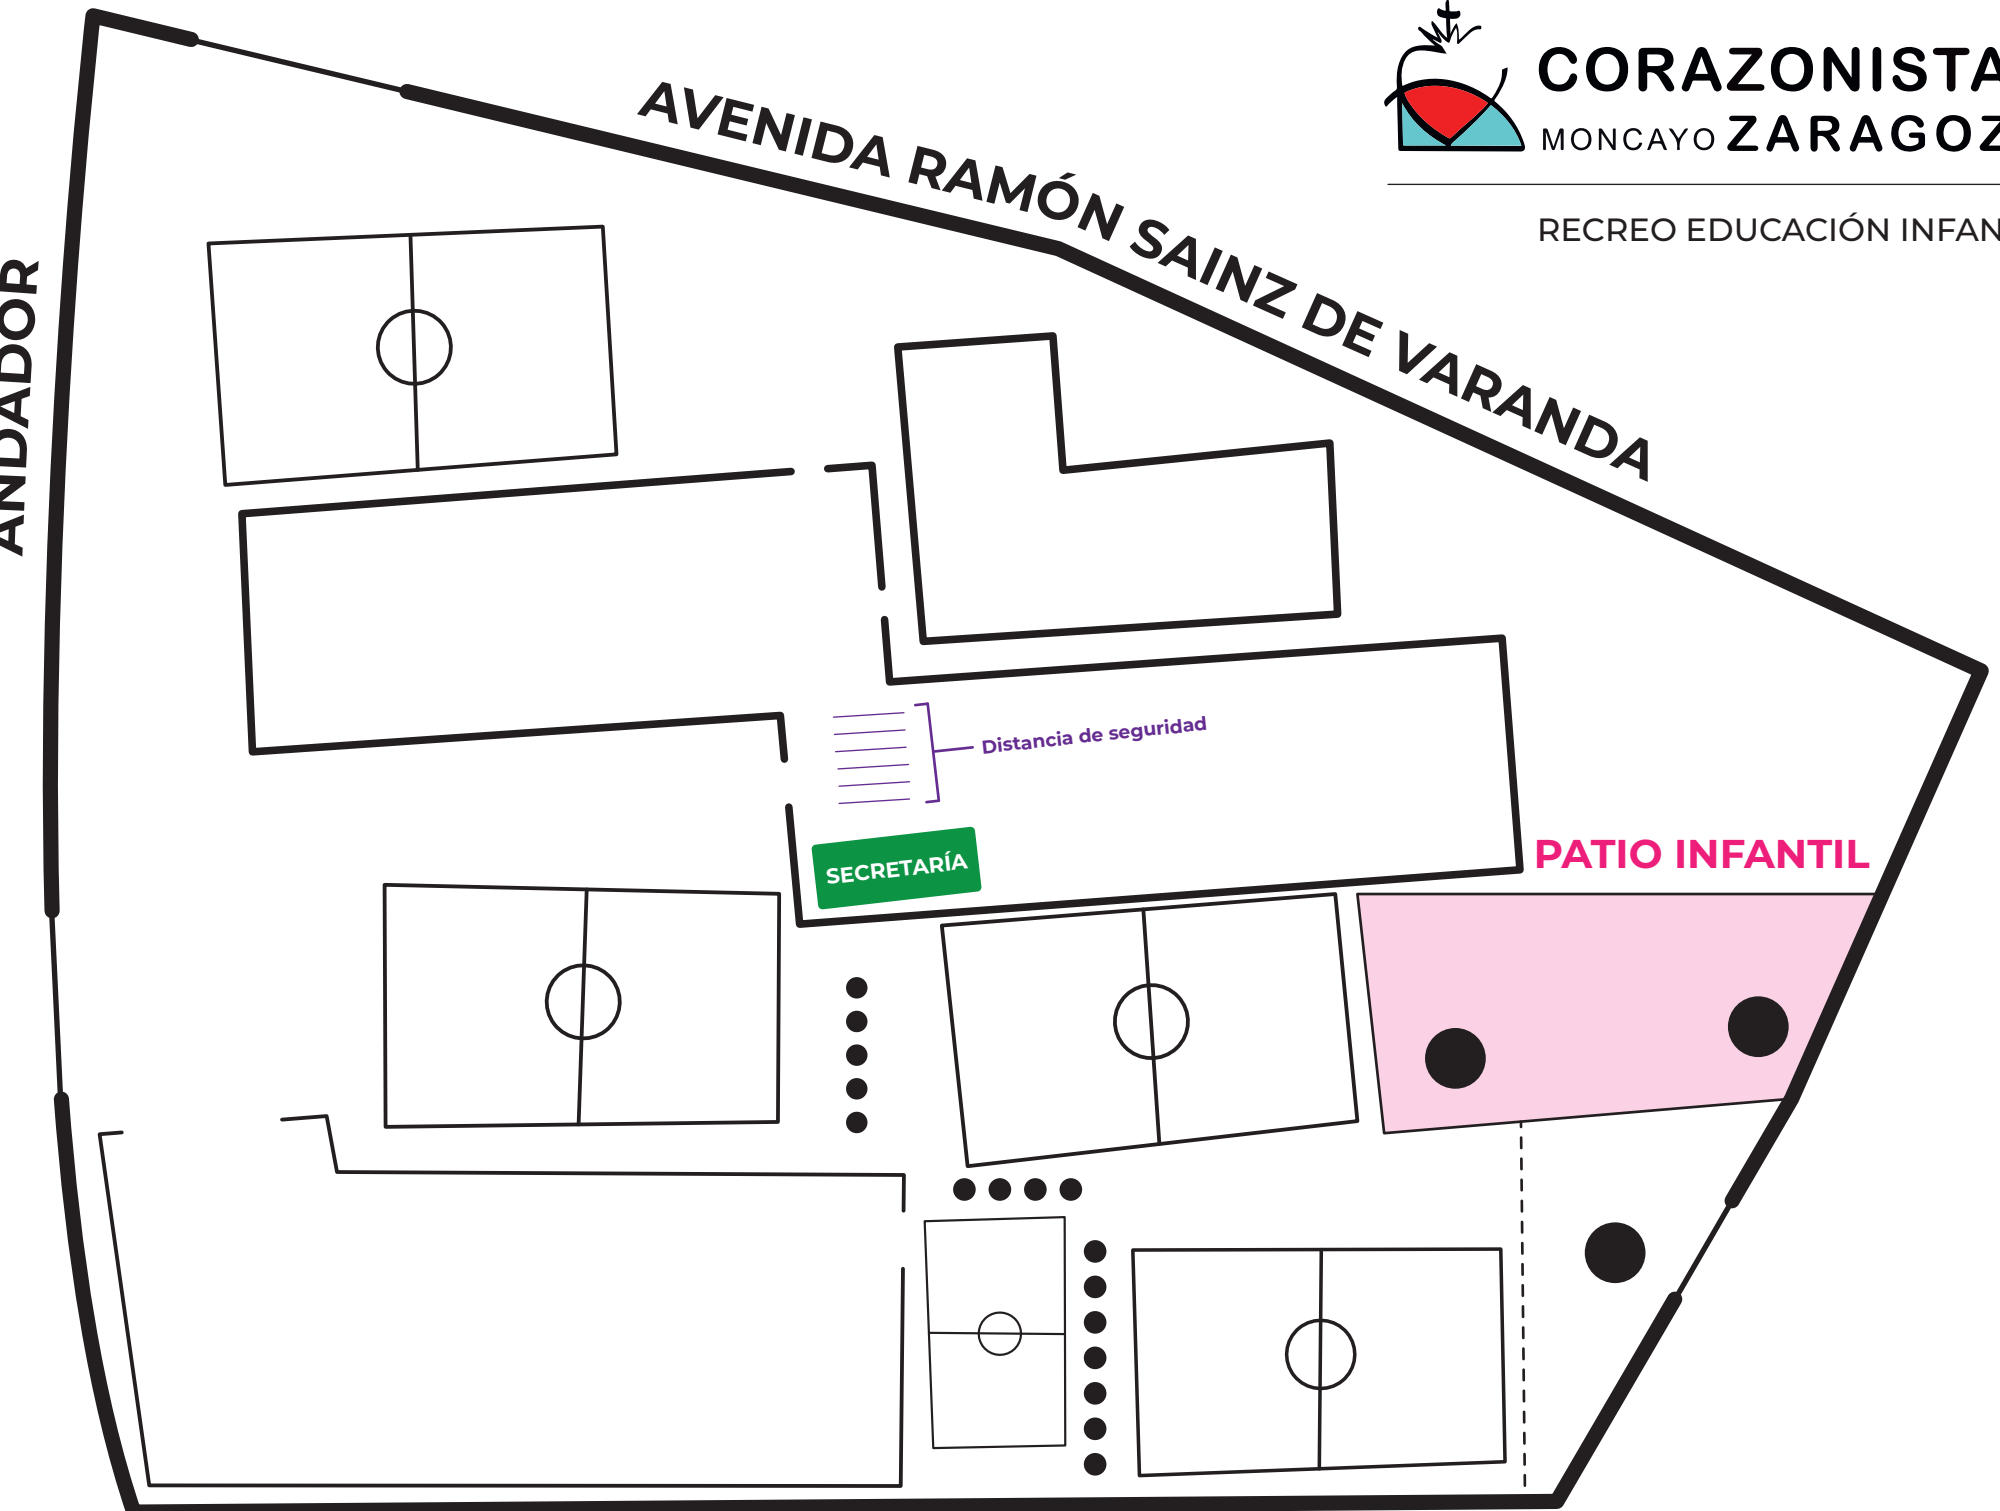 CORAZONISTA
MONCAYO ZARAGOZ
RECREO EDUCACIÓN INFAN
AVENIDA RAMÓN SAINZ DE VARANDA
ANDADOR
Distancia de seguridad
SECRETARÍA
PATIO INFANTIL